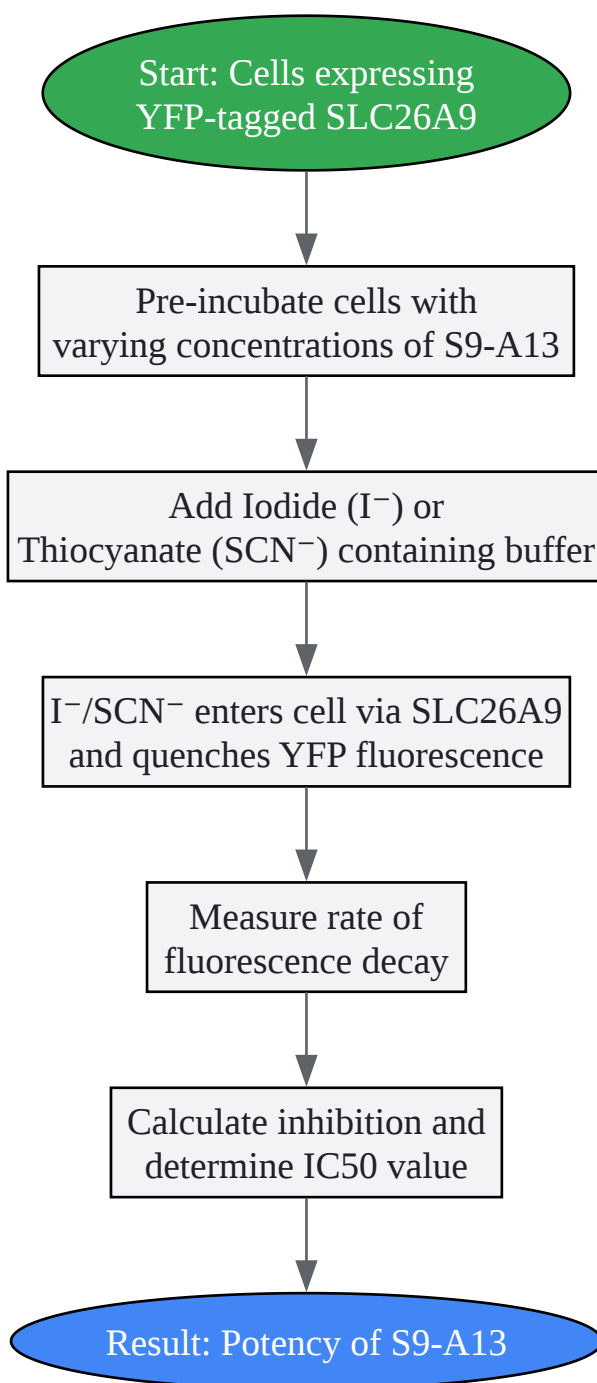 Start: Cells expressing
YFP-tagged SLC26A9
Pre-incubate cells with
varying concentrations of S9-A13
Add Iodide (I⁻) or
Thiocyanate (SCN⁻) containing buffer
I⁻/SCN⁻ enters cell via SLC26A9
and quenches YFP fluorescence
Measure rate of
fluorescence decay
Calculate inhibition and
determine IC50 value
Result: Potency of S9-A13